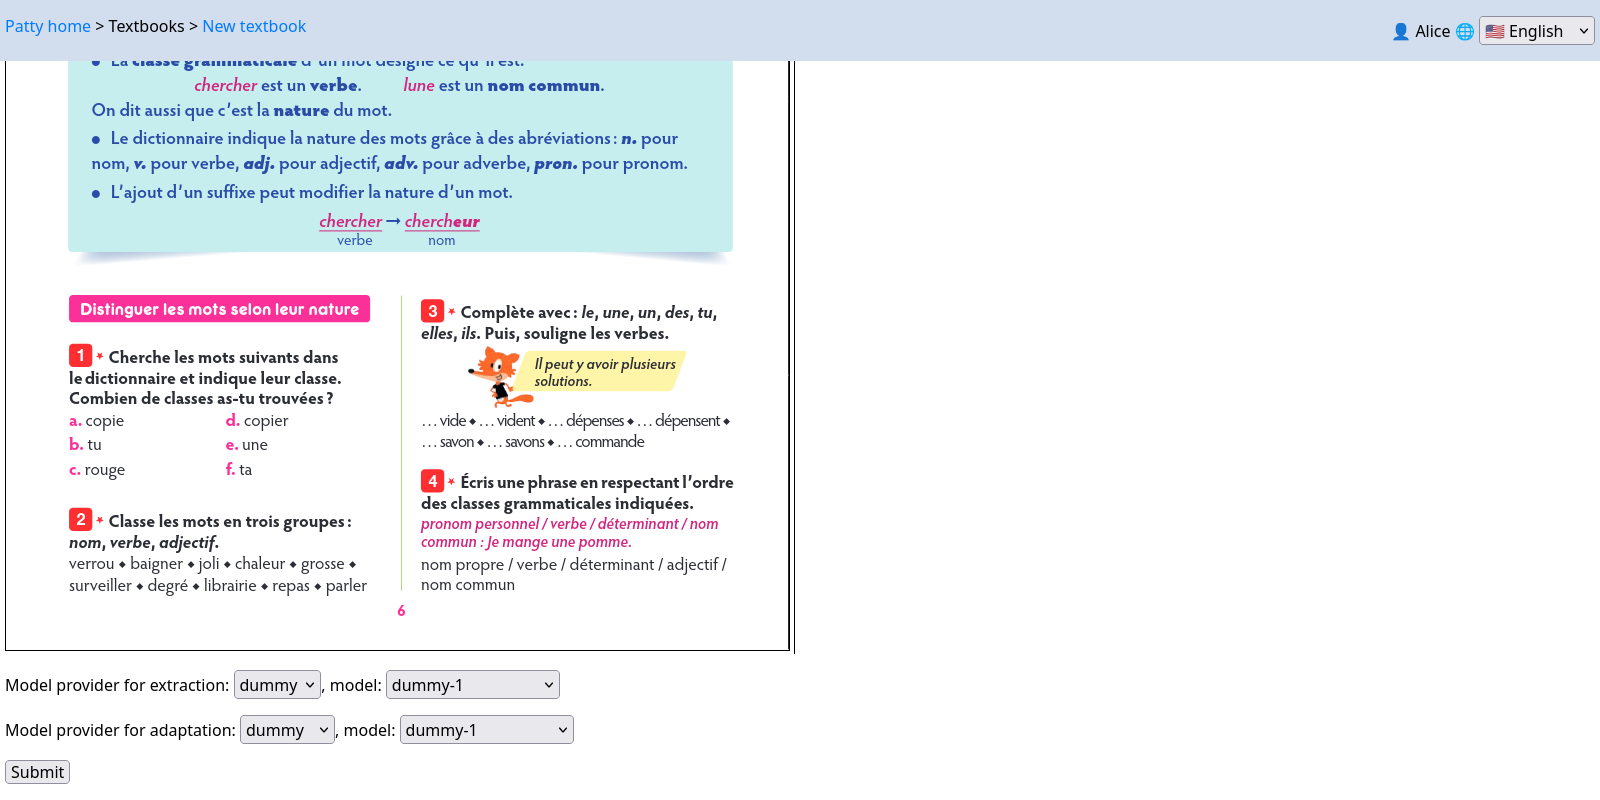 Patty home > Textbooks > New textbook
Alice
English
● La classe grammaticale d'un mot désigne ce qu'il est.
chercher est un verbe. lune est un nom commun.
On dit aussi que c'est la nature du mot.
● Le dictionnaire indique la nature des mots grâce à des abréviations : n. pour
nom, v. pour verbe, adj. pour adjectif, adv. pour adverbe, pron. pour pronom.
● L'ajout d'un suffixe peut modifier la nature d'un mot.
chercher → chercheur
verbe nom
Distinguer les mots selon leur nature
1 * Cherche les mots suivants dans
le dictionnaire et indique leur classe.
Combien de classes as-tu trouvées ?
a. copie d. copier
b. tu e. une
c. rouge f. ta
2 * Classe les mots en trois groupes :
nom, verbe, adjectif.
verrou ◆ baigner ◆ joli ◆ chaleur ◆ grosse ◆
surveiller ◆ degré ◆ librairie ◆ repas ◆ parler
3 * Complète avec : le, une, un, des, tu,
elles, ils. Puis, souligne les verbes.
Il peut y avoir plusieurs
solutions.
… vide ◆ … vident ◆ … dépenses ◆ … dépensent ◆
… savon ◆ … savons ◆ … commande
4 * Écris une phrase en respectant l'ordre
des classes grammaticales indiquées.
pronom personnel / verbe / déterminant / nom
commun : Je mange une pomme.
nom propre / verbe / déterminant / adjectif /
nom commun
6
Model provider for extraction: dummy, model: dummy-1
Model provider for adaptation: dummy, model: dummy-1
Submit